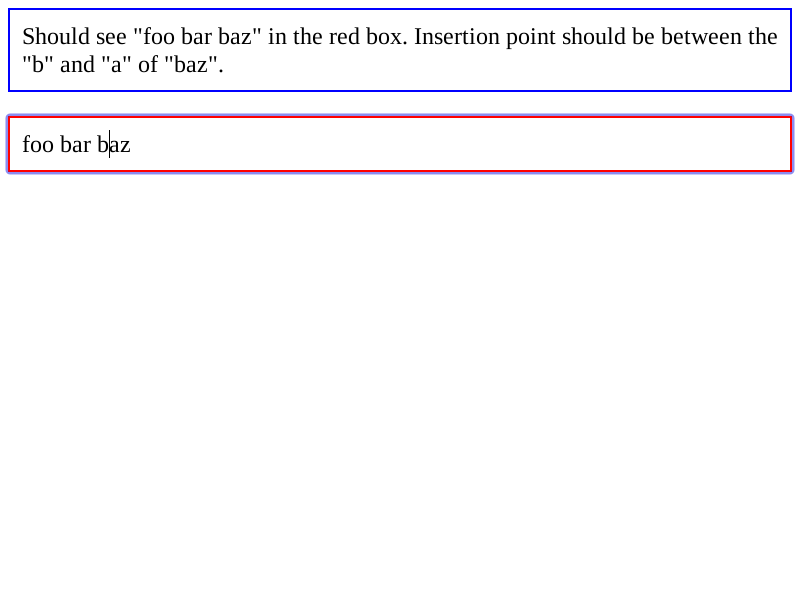 Should see "foo bar baz" in the red box. Insertion point should be between the
"b" and "a" of "baz".
foo bar baz